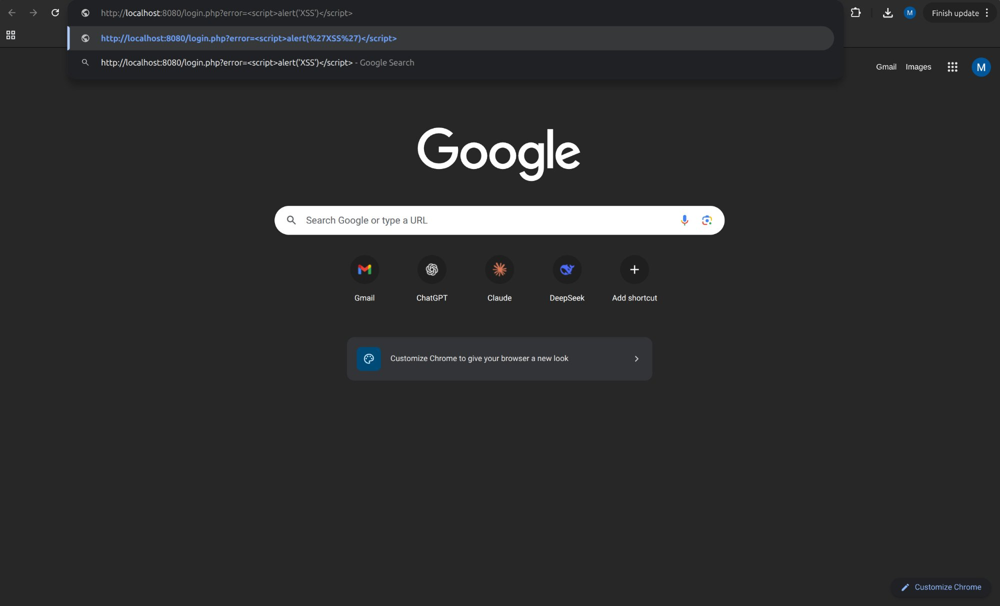 http://localhost:8080/login.php?error=<script>alert('XSS')</script>
M
Finish update
http://localhost:8080/login.php?error=<script>alert(%27XSS%27)</script>
http://localhost:8080/login.php?error=<script>alert('XSS')</script> - Google Search
Gmail Images
M
Google
Search Google or type a URL
Gmail ChatGPT Claude DeepSeek Add shortcut
Customize Chrome to give your browser a new look
Customize Chrome